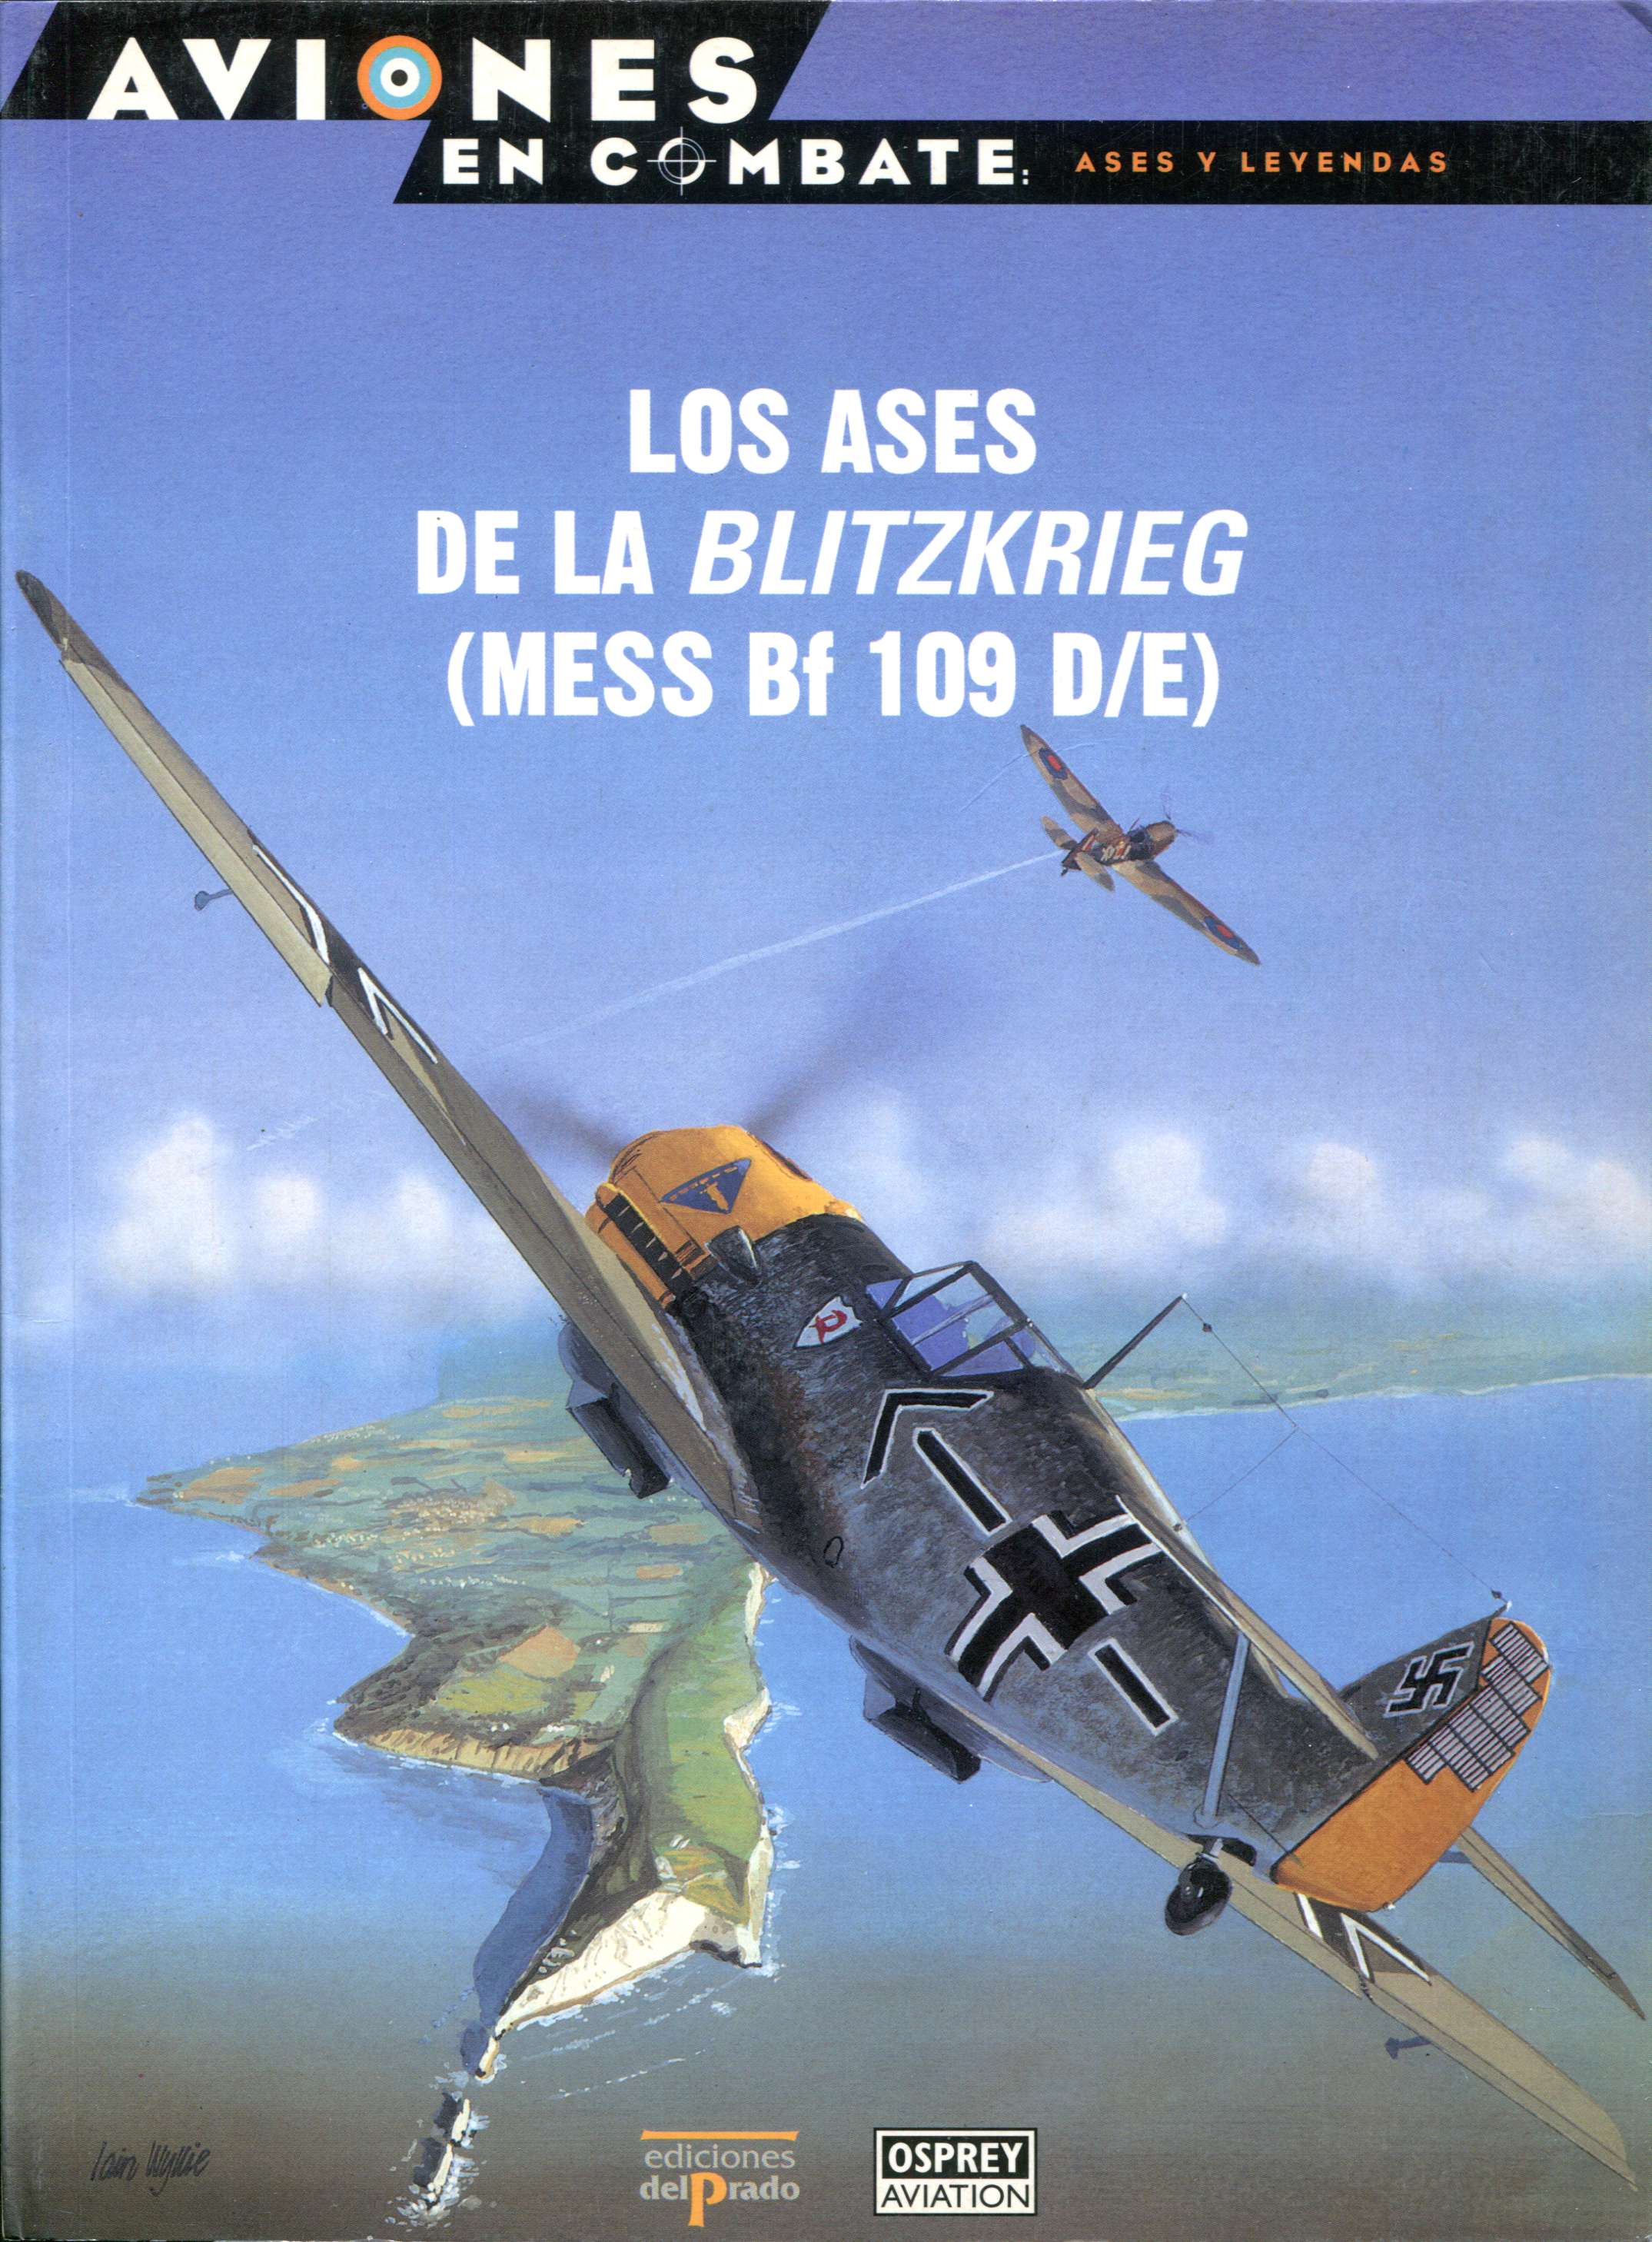 AVIONES
EN COMBATE: ASES Y LEYENDAS
LOS ASES
DE LA BLITZKRIEG
(MESS Bf 109 D/E)
Iain Wyllie
ediciones
delPrado
OSPREY
AVIATION